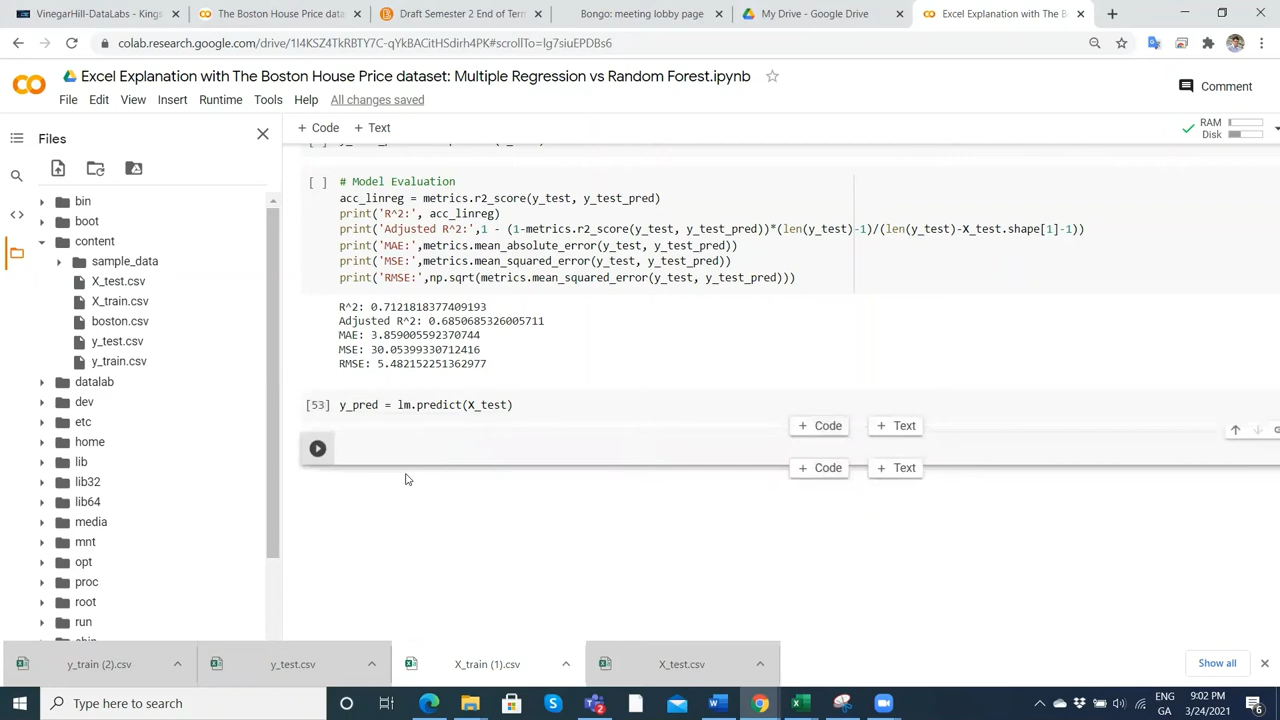 VinegarHill-DataLabs - Kings
The Boston House Price dataset:
Draft Semester 2 End of Term
Bongo: meeting lobby page
My Drive - Google Drive
Excel Explanation with The B
colab.research.google.com/drive/1I4KSZ4TkRBTY7C-qYkBACitHSdirh4PK#scrollTo=lg7siuEPDBs6
Excel Explanation with The Boston House Price dataset: Multiple Regression vs Random Forest.ipynb
Comment
File Edit View Insert Runtime Tools Help All changes saved
Files
+ Code + Text
RAM
Disk
bin
boot
content
sample_data
X_test.csv
X_train.csv
boston.csv
y_test.csv
y_train.csv
datalab
dev
etc
home
lib
lib32
lib64
media
mnt
opt
proc
root
run
[ ] # Model Evaluation
acc_linreg = metrics.r2_score(y_test, y_test_pred)
print('R^2:', acc_linreg)
print('Adjusted R^2:',1 - (1-metrics.r2_score(y_test, y_test_pred))*(len(y_test)-1)/(len(y_test)-X_test.shape[1]-1))
print('MAE:',metrics.mean_absolute_error(y_test, y_test_pred))
print('MSE:',metrics.mean_squared_error(y_test, y_test_pred))
print('RMSE:',np.sqrt(metrics.mean_squared_error(y_test, y_test_pred)))
R^2: 0.7121818377409193
Adjusted R^2: 0.6850685326005711
MAE: 3.859005592370744
MSE: 30.05399330712416
RMSE: 5.482152251362977
[53] y_pred = lm.predict(X_test)
+ Code + Text
+ Code + Text
y_train (2).csv
y_test.csv
X_train (1).csv
X_test.csv
Show all
Type here to search
ENG
GA
9:02 PM
3/24/2021